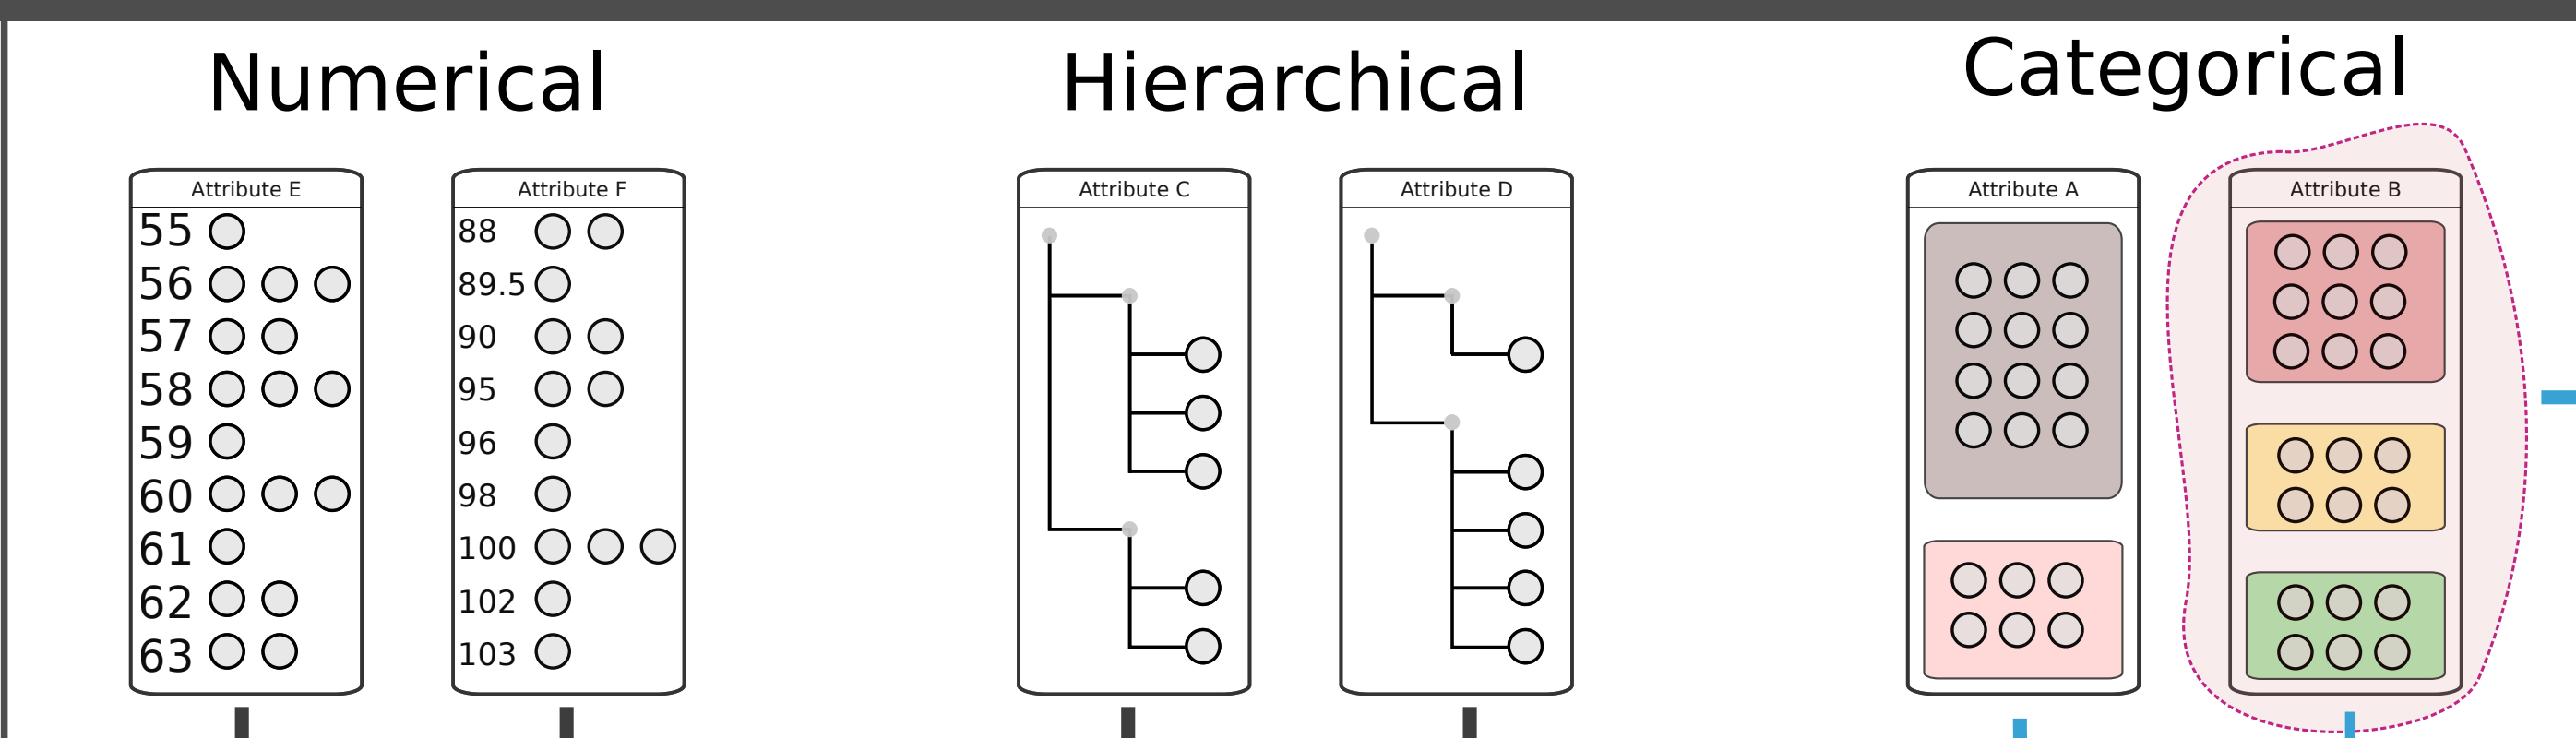 Numerical
Hierarchical
Categorical
Attribute E
55
56
57
58
59
60
61
62
63
Attribute F
88
89.5
90
95
96
98
100
102
103
Attribute C
Attribute D
Attribute A
Attribute B